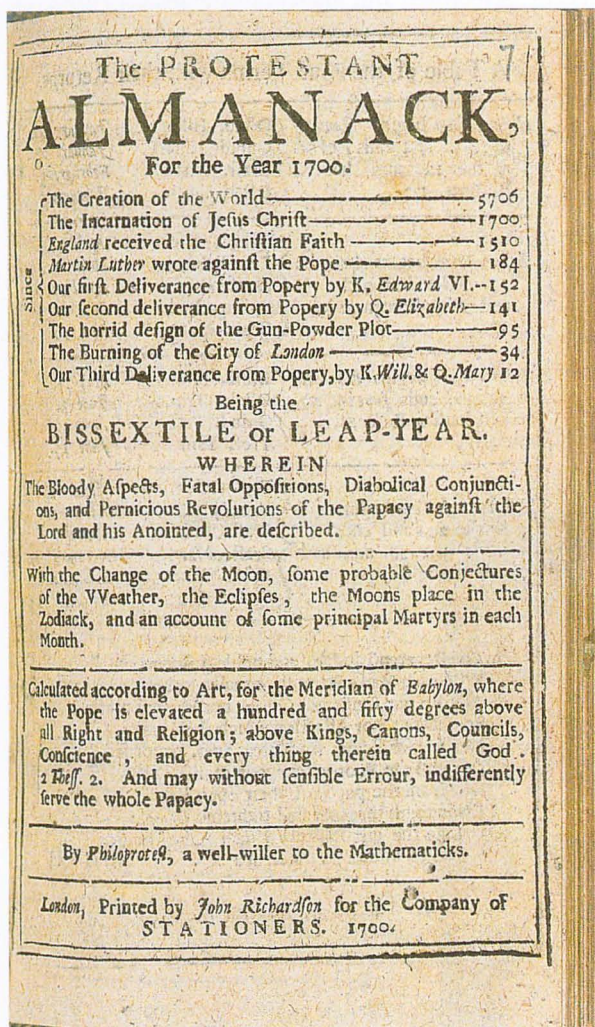 The PROTESTANT 7
ALMANACK,
For the Year 1700.
Since
The Creation of the World — 5706
The Incarnation of Jesus Chriſt — 1700
England received the Chriſtian Faith — 1510
Martin Luther wrote againſt the Pope — 184
Our firſt Deliverance from Popery by K. Edward VI.--152
Our ſecond deliverance from Popery by Q. Elizabeth—141
The horrid deſign of the Gun-Powder Plot — 95
The Burning of the City of London — 34
Our Third Deliverance from Popery,by K.Will.& Q.Mary 12
Being the
BISSEXTILE or LEAP-YEAR.
WHEREIN
The Bloody Aſpects, Fatal Oppoſitions, Diabolical Conjuncti-
ons, and Pernicious Revolutions of the Papacy againſt the
Lord and his Anointed, are deſcribed.
With the Change of the Moon, ſome probable Conjectures
of the VVeather, the Eclipſes, the Moons place in the
Zodiack, and an account of ſome principal Martyrs in each
Month.
Calculated according to Art, for the Meridian of Babylon, where
the Pope is elevated a hundred and fifty degrees above
all Right and Religion; above Kings, Canons, Councils,
Conſcience, and every thing therein called God.
2 Theſſ. 2. And may without ſenſible Errour, indifferently
ſerve the whole Papacy.
By Philoproteſt, a well-willer to the Mathematicks.
London, Printed by John Richardſon for the Company of
STATIONERS. 1700.